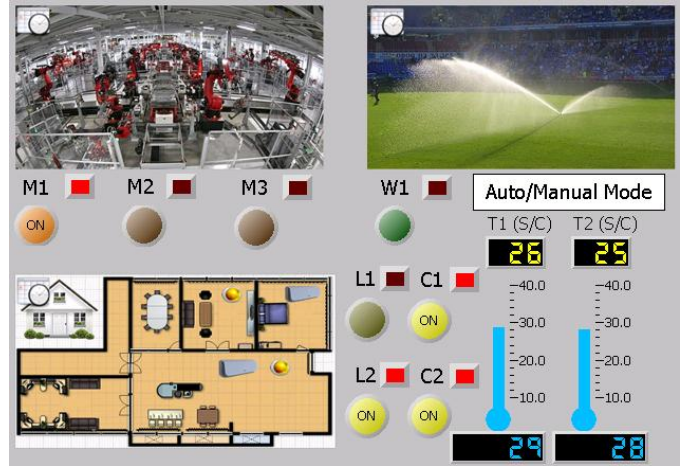 M1 M2 M3 W1
Auto/Manual Mode
ON
T1 (S/C) T2 (S/C)
26 25
L1 C1
40.0 40.0
ON
30.0 30.0
L2 C2
20.0 20.0
ON ON
10.0 10.0
29 28